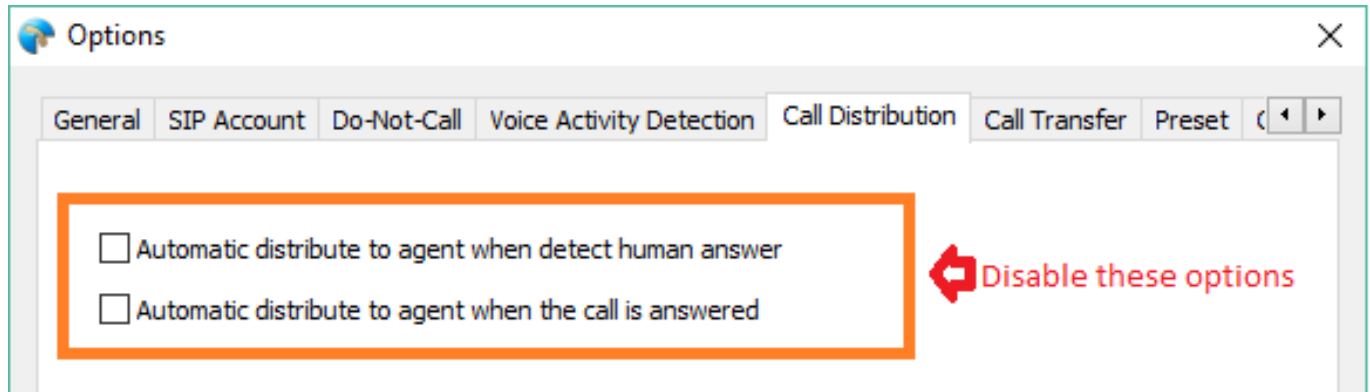 Options
General SIP Account Do-Not-Call Voice Activity Detection Call Distribution Call Transfer Preset
Automatic distribute to agent when detect human answer
Automatic distribute to agent when the call is answered
Disable these options